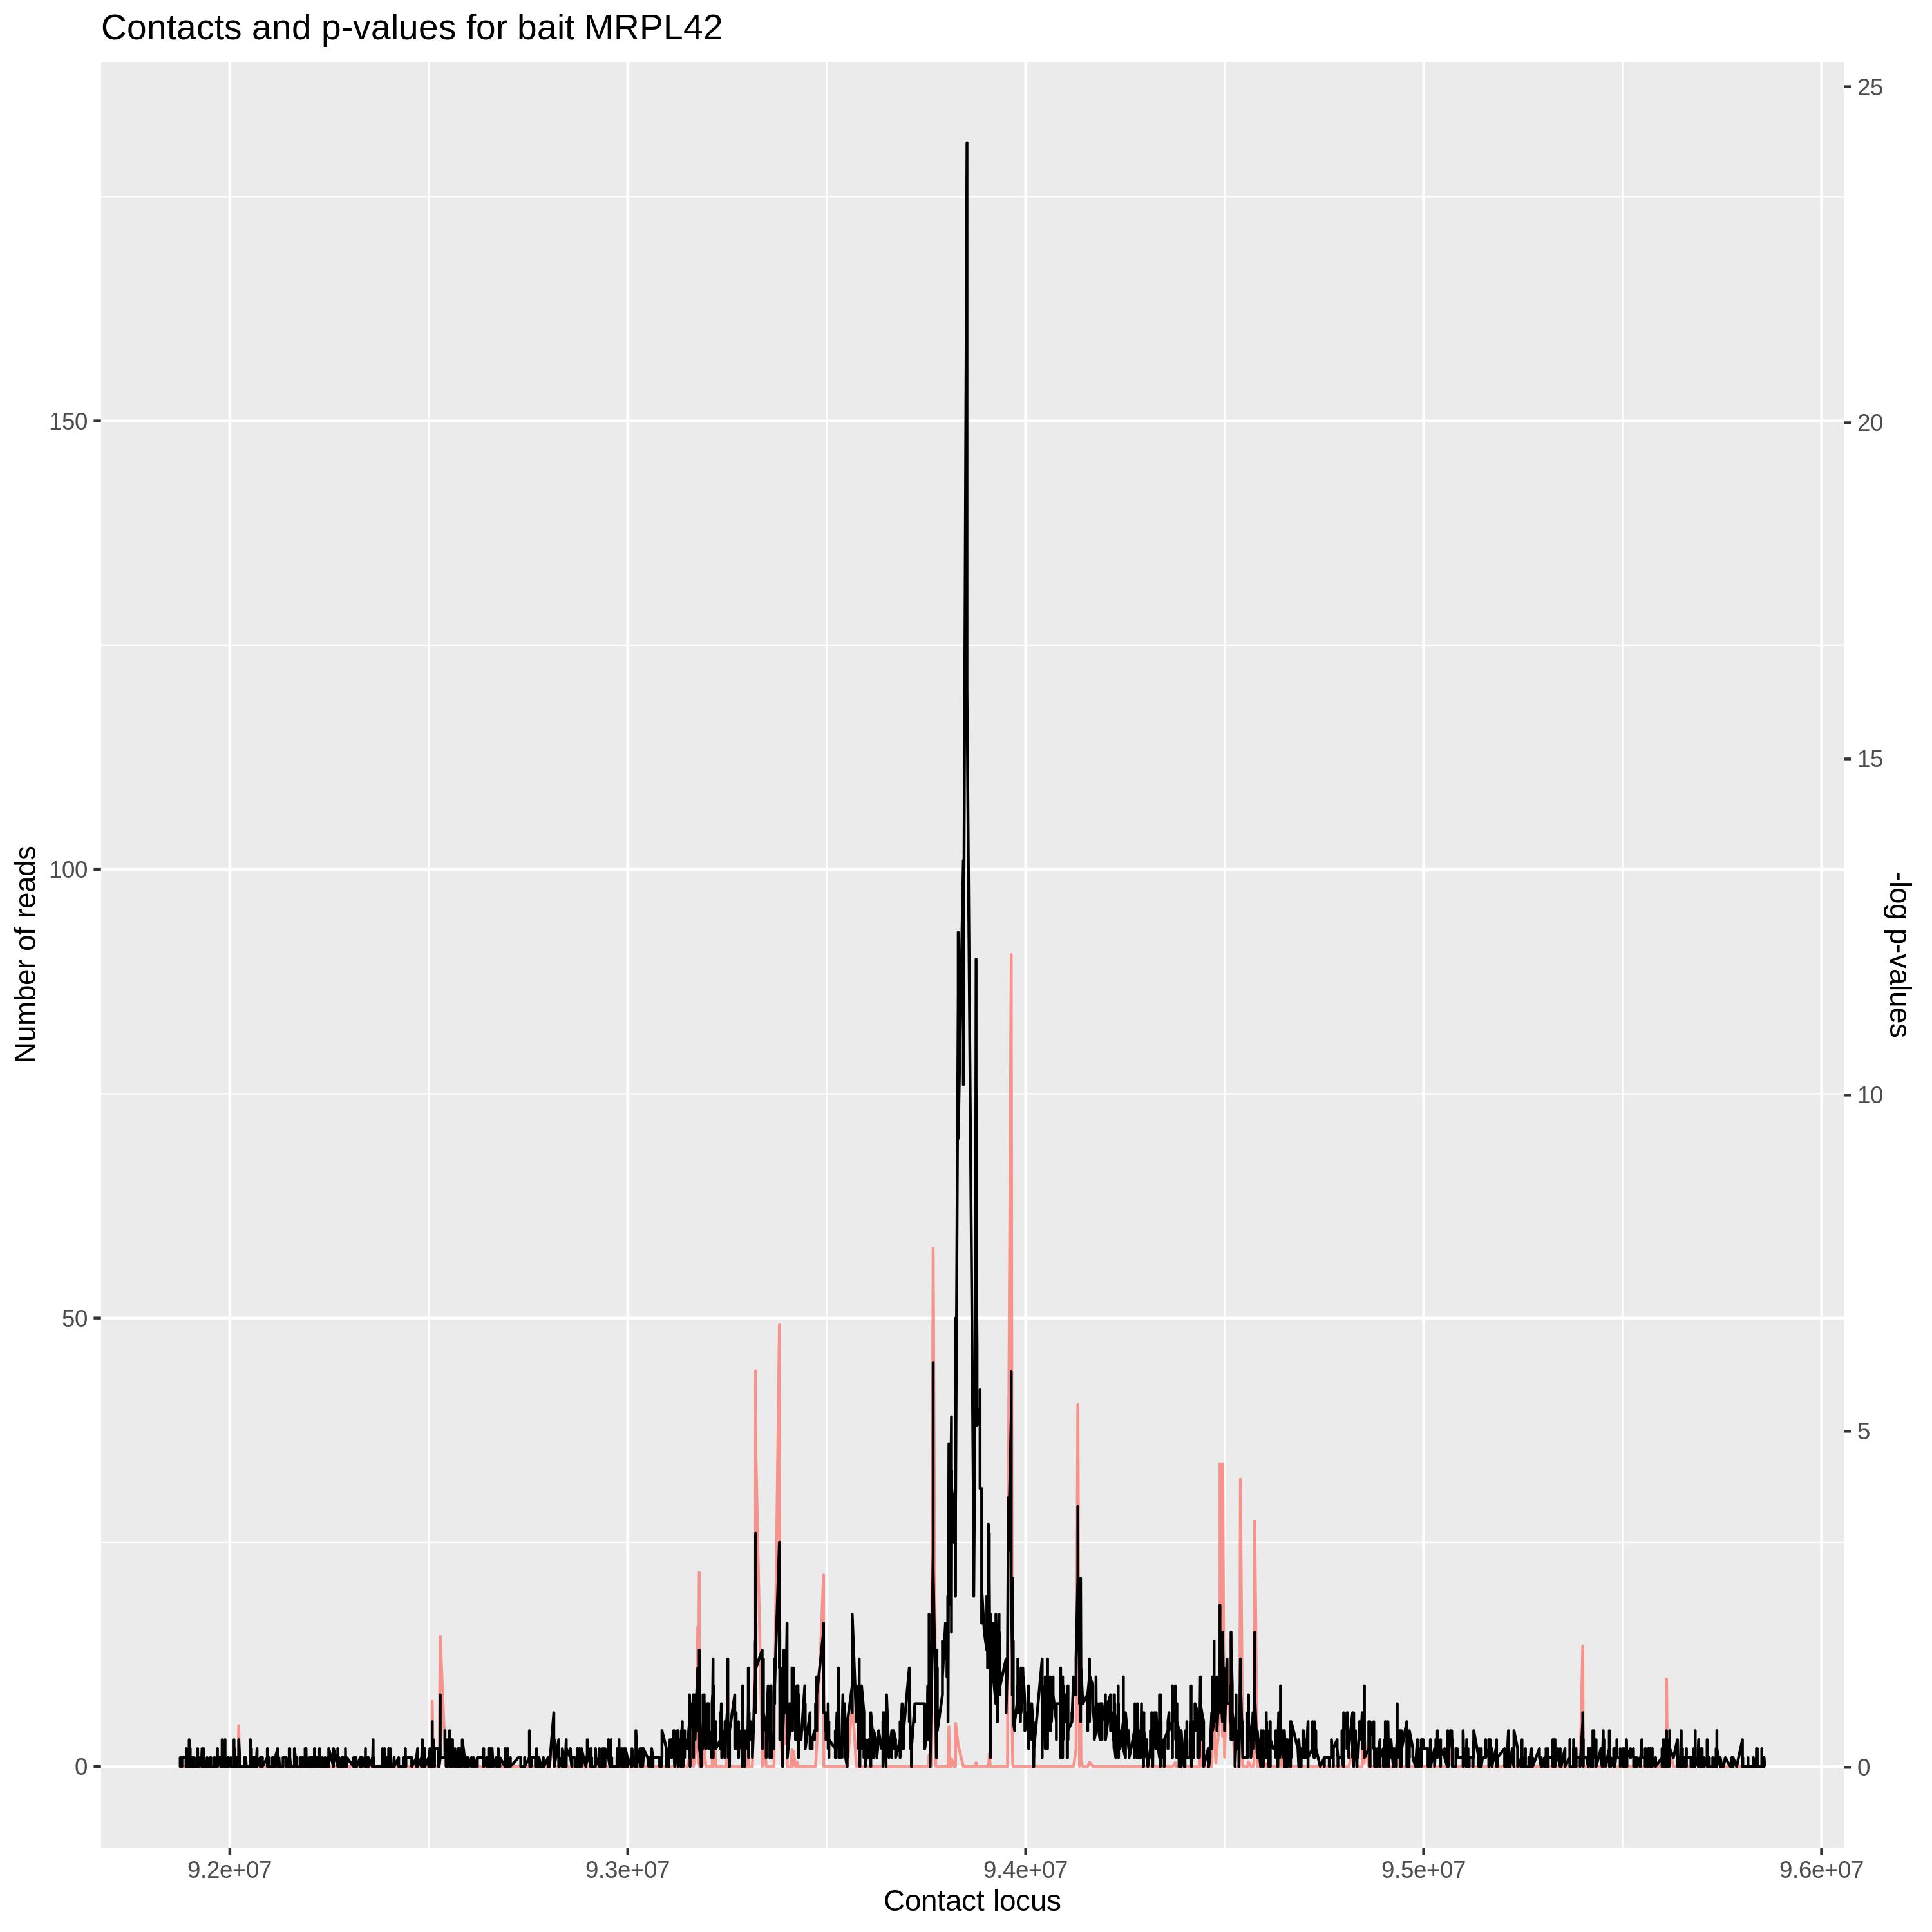 Contacts and p-values for bait MRPL42
Number of reads
150
100
50
0
25
20
15
10
5
0
-log p-values
9.2e+07
9.3e+07
9.4e+07
9.5e+07
9.6e+07
Contact locus